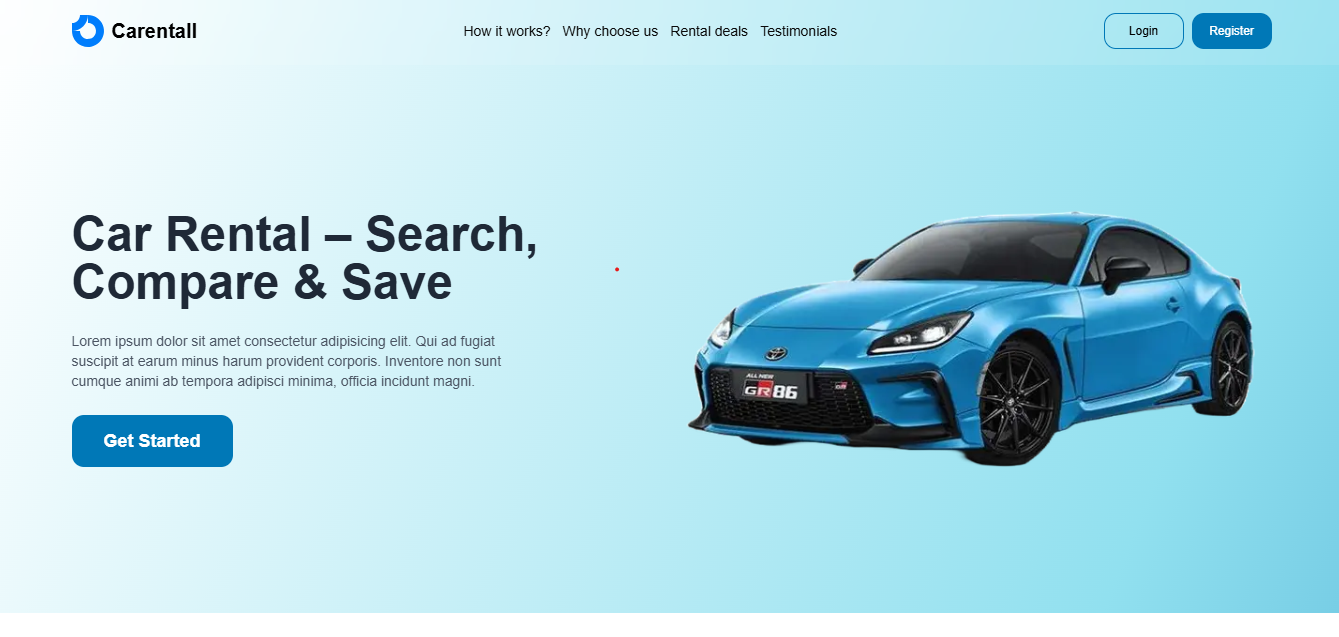 Carentall
How it works? Why choose us Rental deals Testimonials
Login
Register
Car Rental – Search,
Compare & Save
Lorem ipsum dolor sit amet consectetur adipisicing elit. Qui ad fugiat
suscipit at earum minus harum provident corporis. Inventore non sunt
cumque animi ab tempora adipisci minima, officia incidunt magni.
Get Started
ALL NEW
GR86
GR